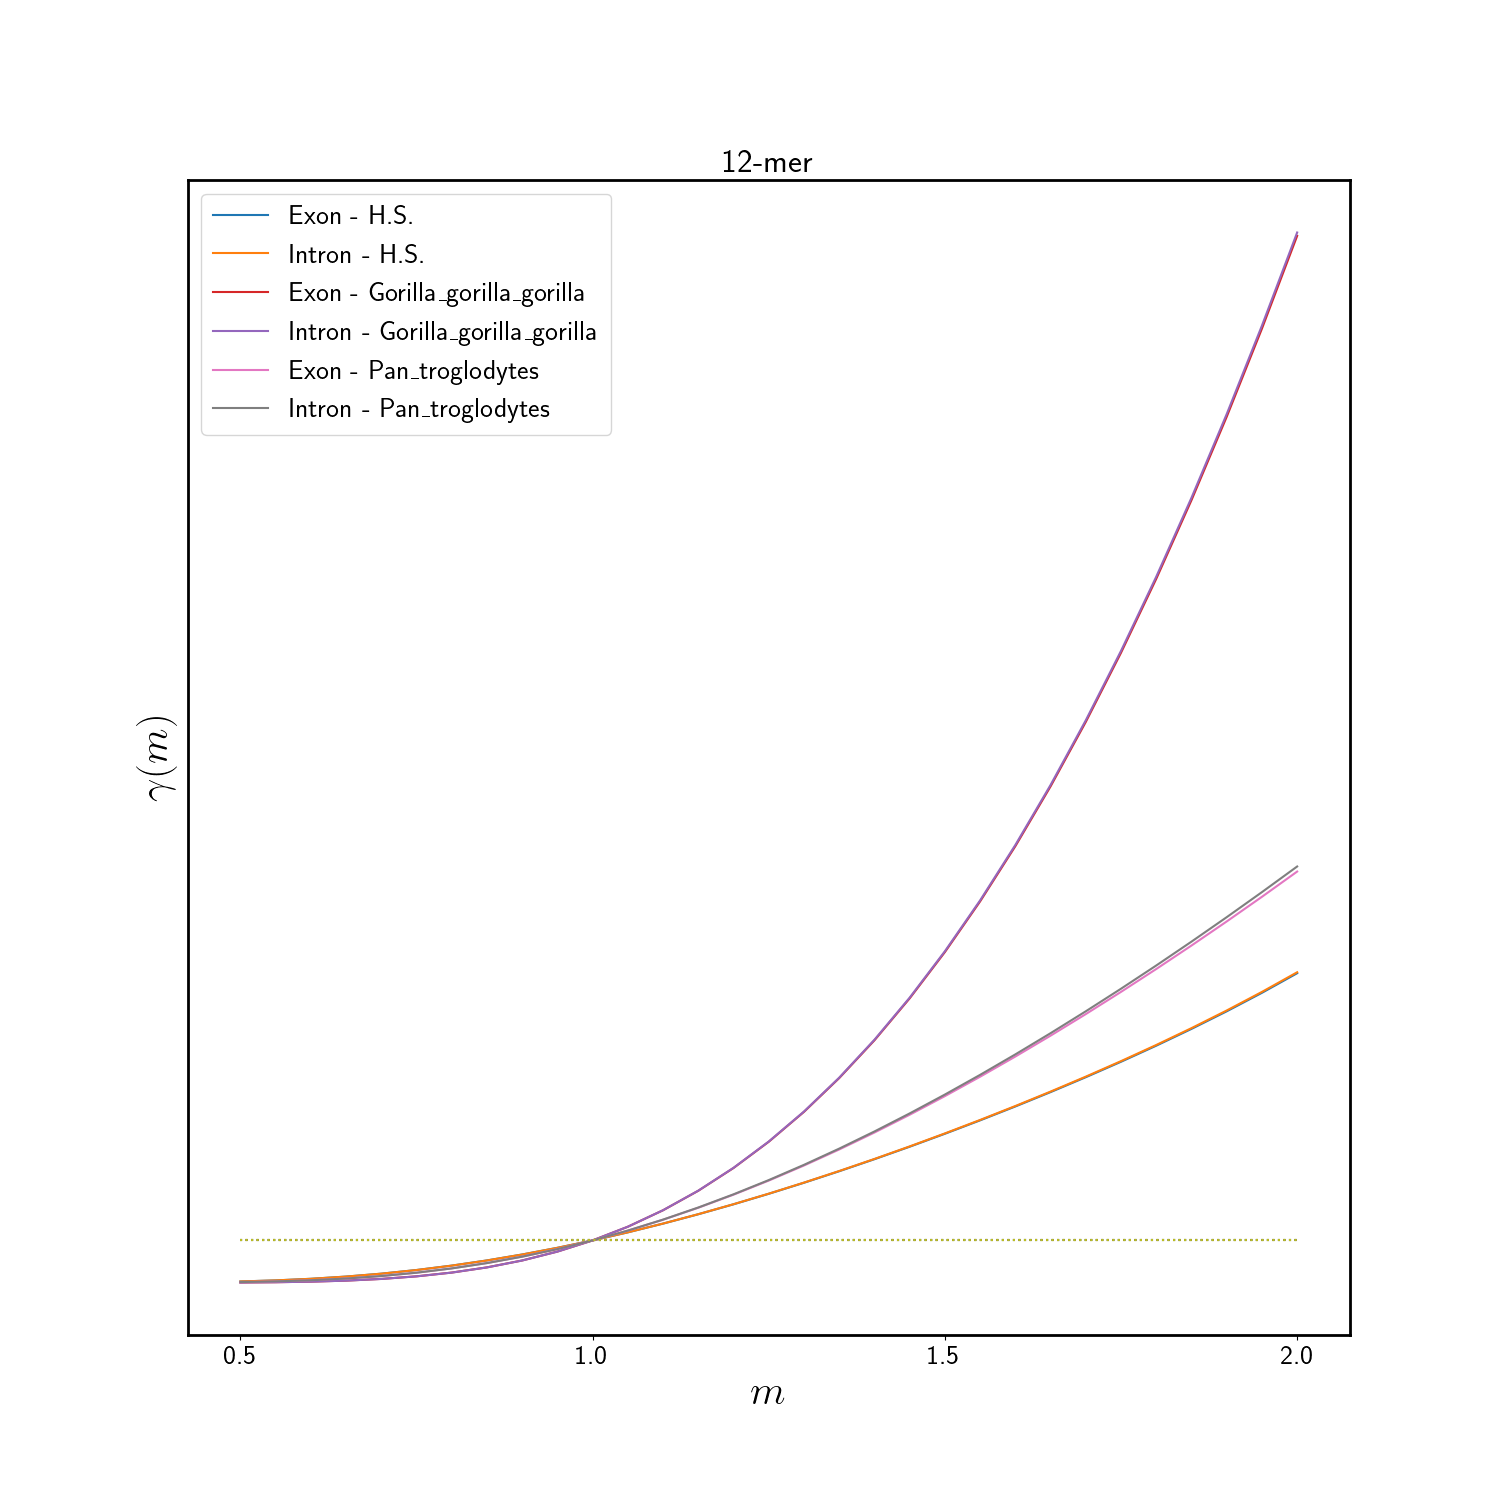 12-mer
Exon - H.S.
Intron - H.S.
Exon - Gorilla_gorilla_gorilla
Intron - Gorilla_gorilla_gorilla
Exon - Pan_troglodytes
Intron - Pan_troglodytes
γ(m)
0.5 1.0 1.5 2.0
m